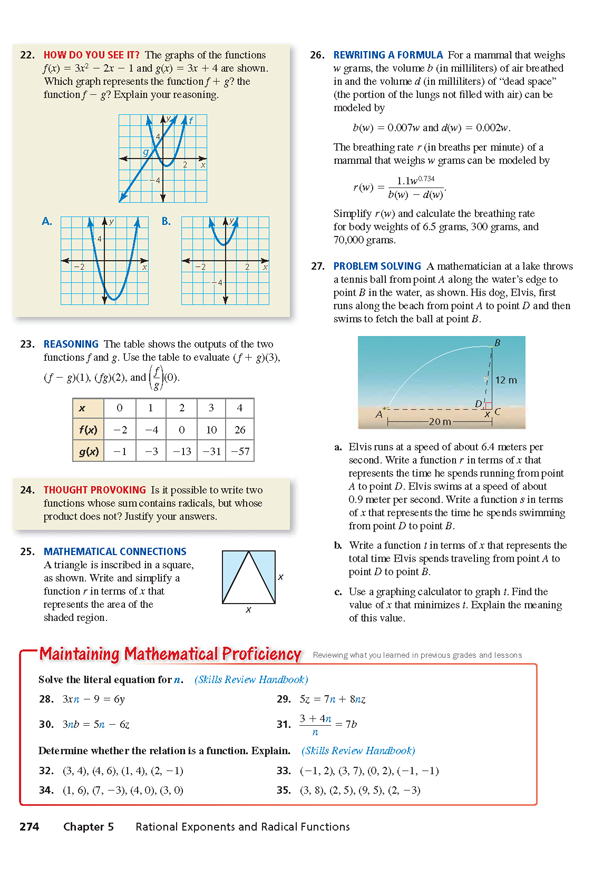 22. HOW DO YOU SEE IT? The graphs of the functions
f(x) = 3x² − 2x − 1 and g(x) = 3x + 4 are shown.
Which graph represents the function f + g? the
function f − g? Explain your reasoning.
y
f
4
g
2
x
−4
A.
y
4
−2
x
B.
y
−2
2
x
−4
23. REASONING The table shows the outputs of the two
functions f and g. Use the table to evaluate (f + g)(3),
(f − g)(1), (fg)(2), and (f/g)(0).
x 0 1 2 3 4
f(x) −2 −4 0 10 26
g(x) −1 −3 −13 −31 −57
24. THOUGHT PROVOKING Is it possible to write two
functions whose sum contains radicals, but whose
product does not? Justify your answers.
25. MATHEMATICAL CONNECTIONS
A triangle is inscribed in a square,
as shown. Write and simplify a
function r in terms of x that
represents the area of the
shaded region.
x
x
26. REWRITING A FORMULA For a mammal that weighs
w grams, the volume b (in milliliters) of air breathed
in and the volume d (in milliliters) of “dead space”
(the portion of the lungs not filled with air) can be
modeled by
b(w) = 0.007w and d(w) = 0.002w.
The breathing rate r (in breaths per minute) of a
mammal that weighs w grams can be modeled by
r(w) = 1.1w^0.734 / b(w) − d(w).
Simplify r(w) and calculate the breathing rate
for body weights of 6.5 grams, 300 grams, and
70,000 grams.
27. PROBLEM SOLVING A mathematician at a lake throws
a tennis ball from point A along the water’s edge to
point B in the water, as shown. His dog, Elvis, first
runs along the beach from point A to point D and then
swims to fetch the ball at point B.
B
12 m
D
A
x C
20 m
a. Elvis runs at a speed of about 6.4 meters per
second. Write a function r in terms of x that
represents the time he spends running from point
A to point D. Elvis swims at a speed of about
0.9 meter per second. Write a function s in terms
of x that represents the time he spends swimming
from point D to point B.
b. Write a function t in terms of x that represents the
total time Elvis spends traveling from point A to
point D to point B.
c. Use a graphing calculator to graph t. Find the
value of x that minimizes t. Explain the meaning
of this value.
Maintaining Mathematical Proficiency Reviewing what you learned in previous grades and lessons
Solve the literal equation for n. (Skills Review Handbook)
28. 3xn − 9 = 6y
29. 5z = 7n + 8nz
30. 3nb = 5n − 6z
31. 3 + 4n / n = 7b
Determine whether the relation is a function. Explain. (Skills Review Handbook)
32. (3, 4), (4, 6), (1, 4), (2, −1)
33. (−1, 2), (3, 7), (0, 2), (−1, −1)
34. (1, 6), (7, −3), (4, 0), (3, 0)
35. (3, 8), (2, 5), (9, 5), (2, −3)
274 Chapter 5 Rational Exponents and Radical Functions